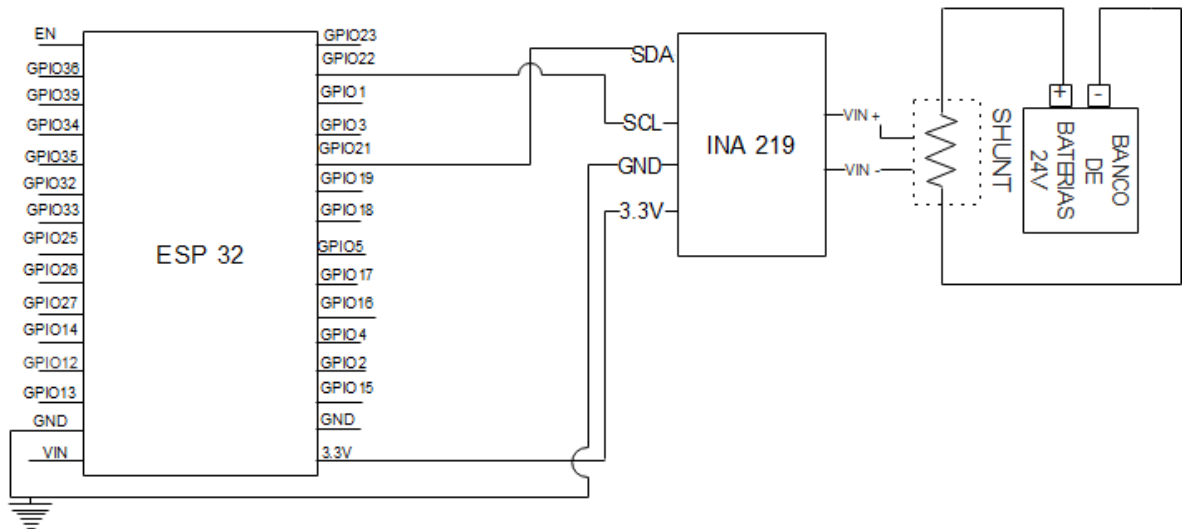 EN
GPIO36
GPIO39
GPIO34
GPIO35
GPIO32
GPIO33
GPIO25
GPIO26
GPIO27
GPIO14
GPIO12
GPIO13
GND
VIN
ESP 32
GPIO23
GPIO22
GPIO1
GPIO3
GPIO21
GPIO19
GPIO18
GPIO5
GPIO17
GPIO16
GPIO4
GPIO2
GPIO15
GND
3.3V
SDA
SCL
GND
3.3V
INA 219
VIN +
VIN -
SHUNT
+
-
BANCO
DE
BATERIAS
24V